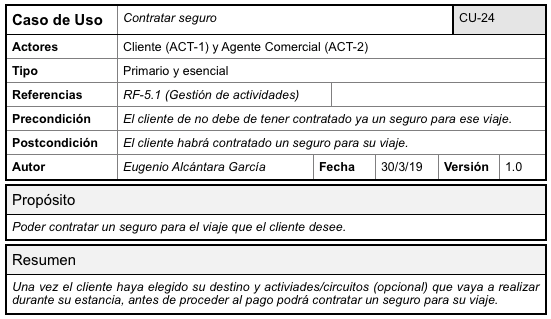 Caso de Uso Contratar seguro CU-24
Actores Cliente (ACT-1) y Agente Comercial (ACT-2)
Tipo Primario y esencial
Referencias RF-5.1 (Gestión de actividades)
Precondición El cliente de no debe de tener contratado ya un seguro para ese viaje.
Postcondición El cliente habrá contratado un seguro para su viaje.
Autor Eugenio Alcántara García Fecha 30/3/19 Versión 1.0
Propósito
Poder contratar un seguro para el viaje que el cliente desee.
Resumen
Una vez el cliente haya elegido su destino y activiades/circuitos (opcional) que vaya a realizar
durante su estancia, antes de proceder al pago podrá contratar un seguro para su viaje.